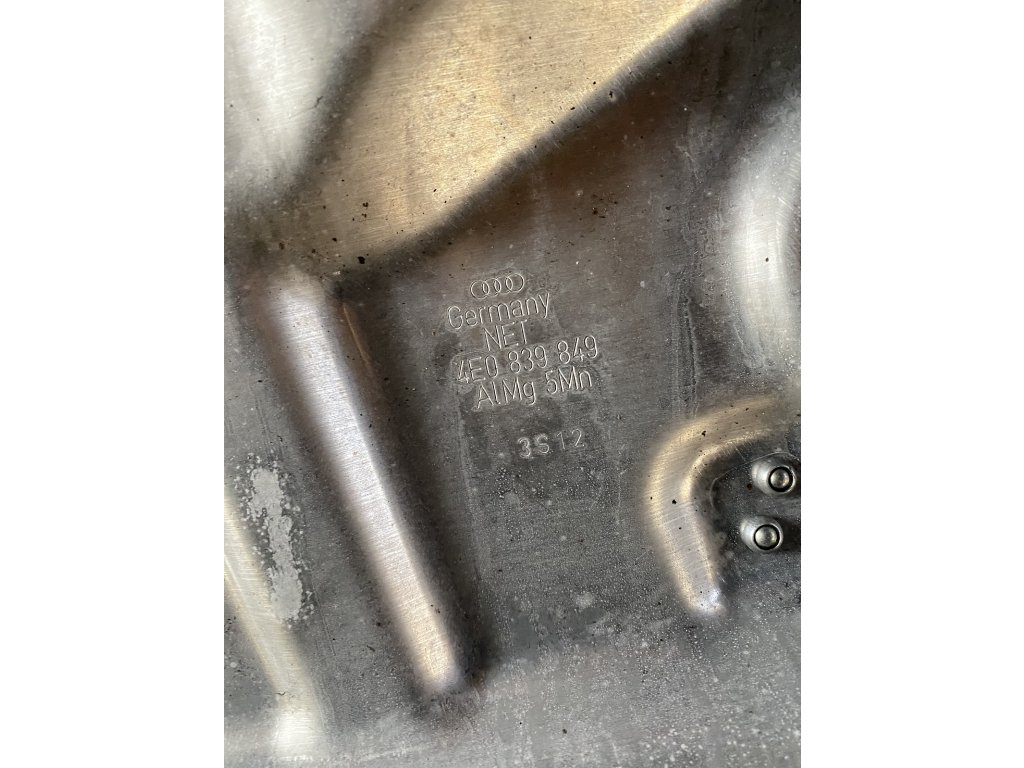 Germany
NET
4E0 839 849
AlMg 5Mn
3S12